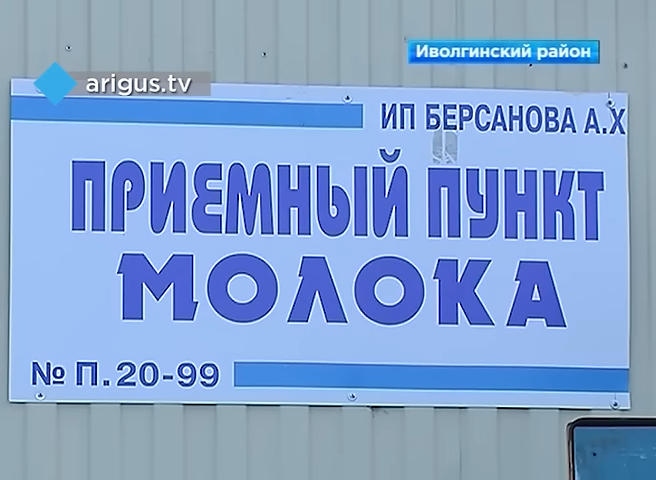 Иволгинский район
arigus.tv
ИП БЕРСАНОВА А.Х
ПРИЕМНЫЙ ПУНКТ
МОЛОКА
№ П. 20-99